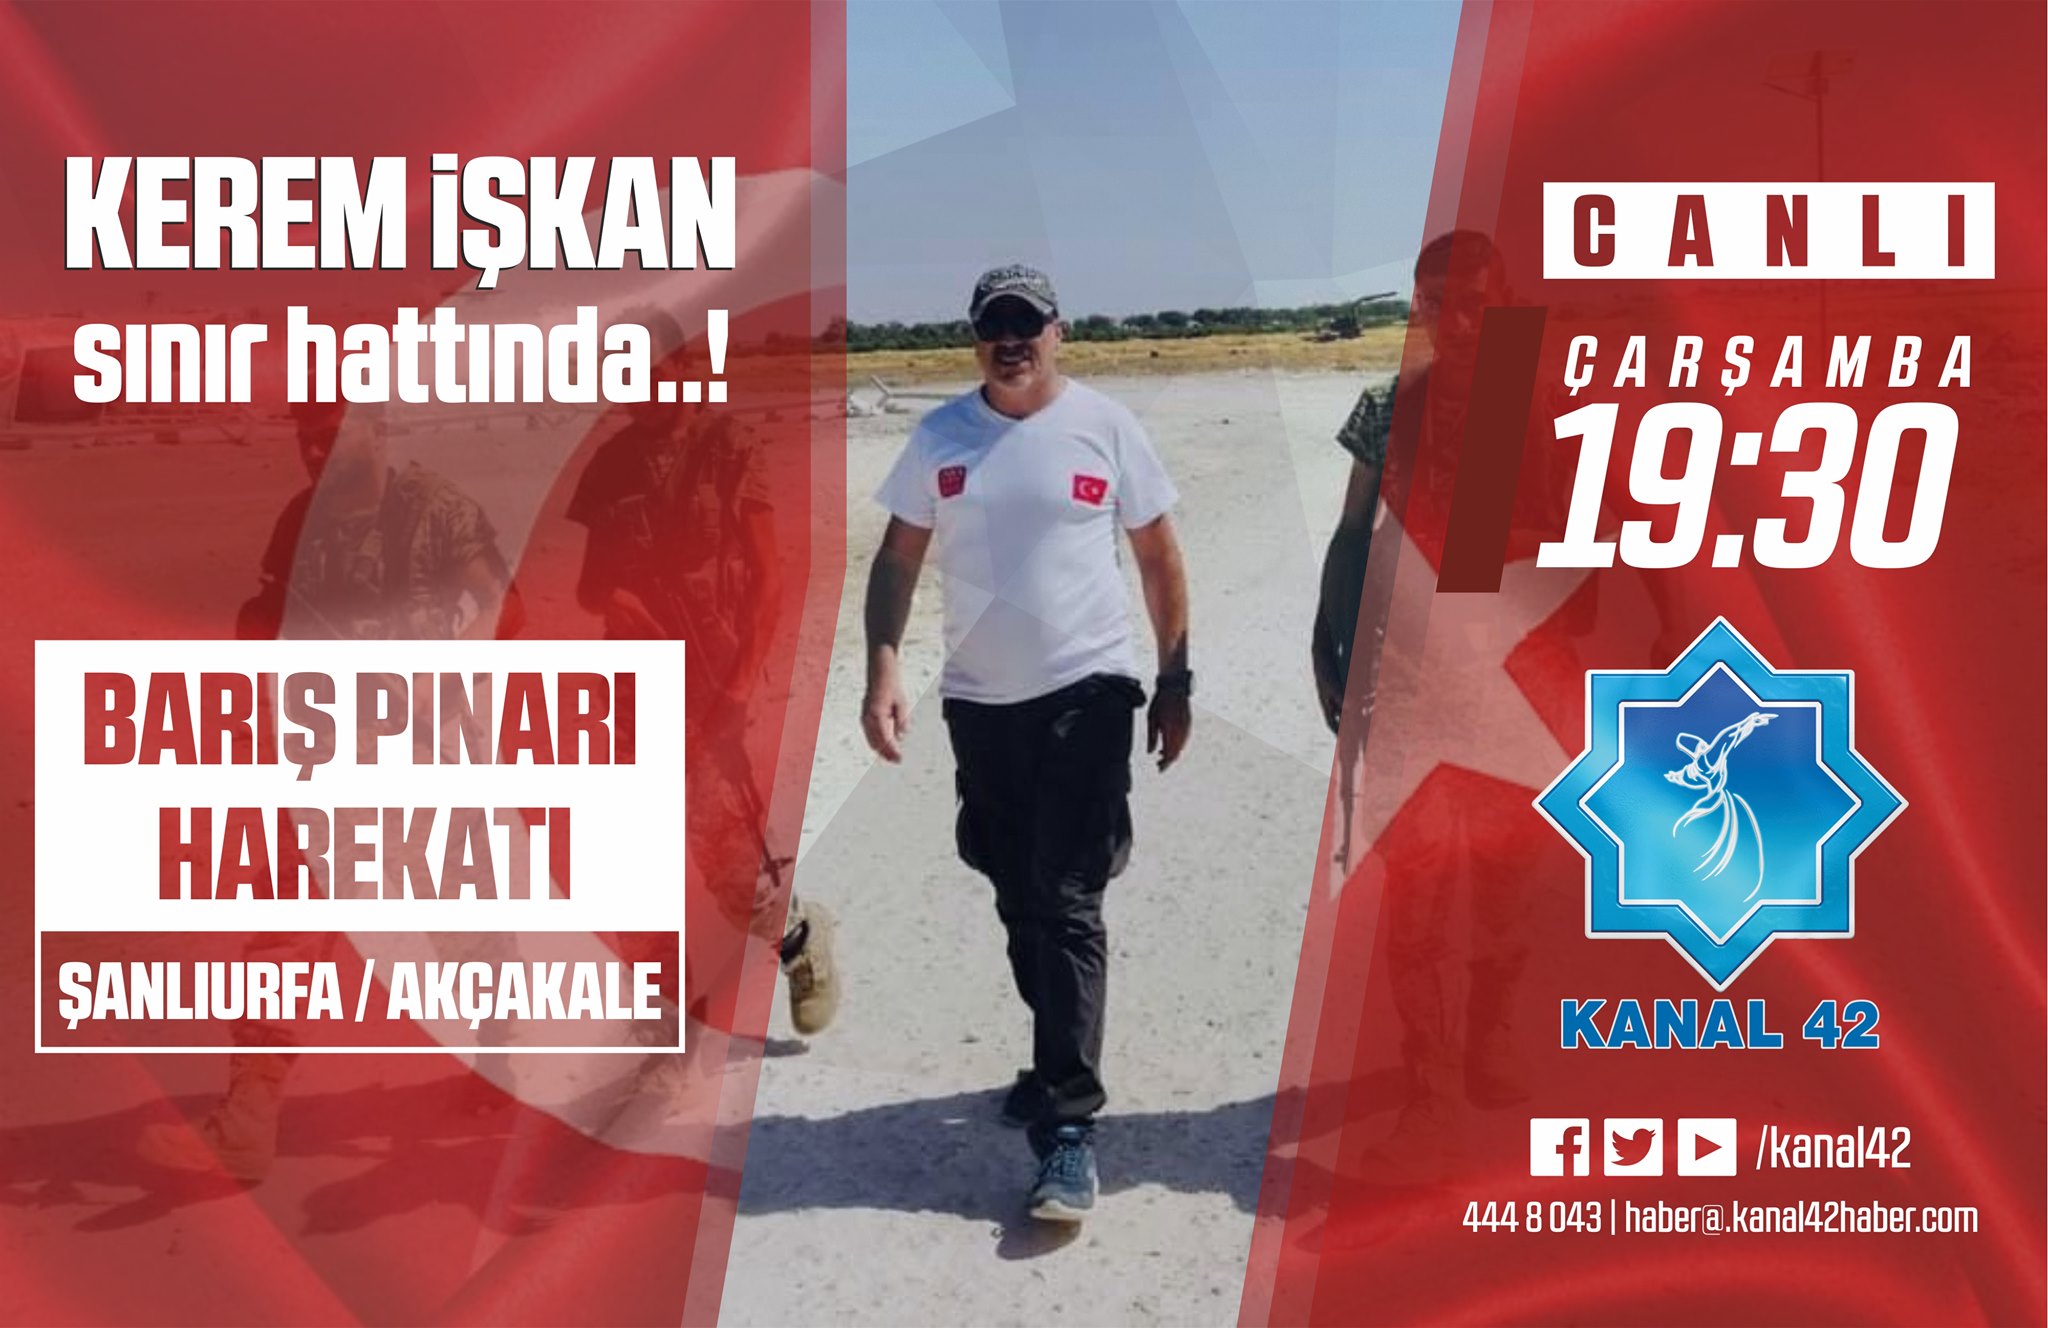 KEREM İŞKAN
sınır hattında..!
BARIŞ PINARI
HAREKATI
ŞANLIURFA / AKÇAKALE
CANLI
ÇARŞAMBA
19:30
KANAL 42
/kanal42
444 8 043 | haber@.kanal42haber.com